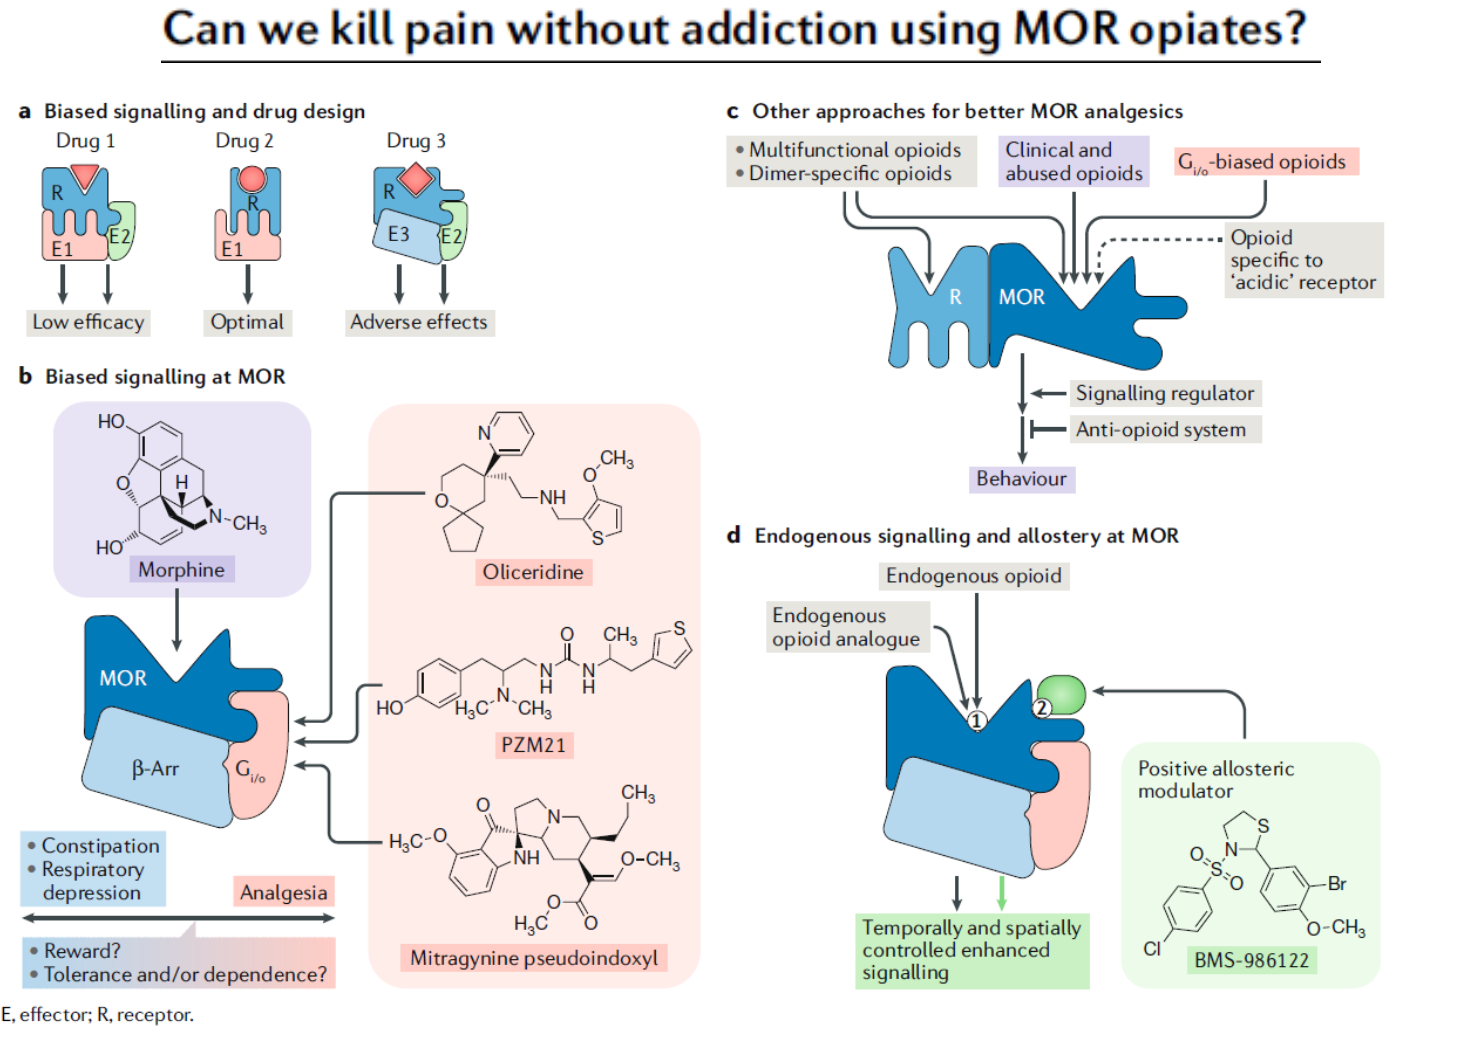 Can we kill pain without addiction using MOR opiates?
a Biased signalling and drug design
Drug 1
Drug 2
Drug 3
R
E1
E2
R
E1
R
E3
E2
Low efficacy
Optimal
Adverse effects
b Biased signalling at MOR
HO
O
H
N
CH3
HO
Morphine
MOR
β-Arr
Gi/o
• Constipation
• Respiratory
depression
Analgesia
• Reward?
• Tolerance and/or dependence?
N
O
NH
O
CH3
S
Oliceridine
HO
H3C
N
CH3
N
H
O
N
H
CH3
S
PZM21
H3C-O
O
N
NH
CH3
O-CH3
O
H3C
O
Mitragynine pseudoindoxyl
E, effector; R, receptor.
c Other approaches for better MOR analgesics
• Multifunctional opioids
• Dimer-specific opioids
Clinical and
abused opioids
Gi/o-biased opioids
Opioid
specific to
‘acidic’ receptor
R
MOR
Signalling regulator
Anti-opioid system
Behaviour
d Endogenous signalling and allostery at MOR
Endogenous opioid
Endogenous
opioid analogue
1
2
Temporally and spatially
controlled enhanced
signalling
Positive allosteric
modulator
S
N
O
S
O
Br
O-CH3
Cl
BMS-986122